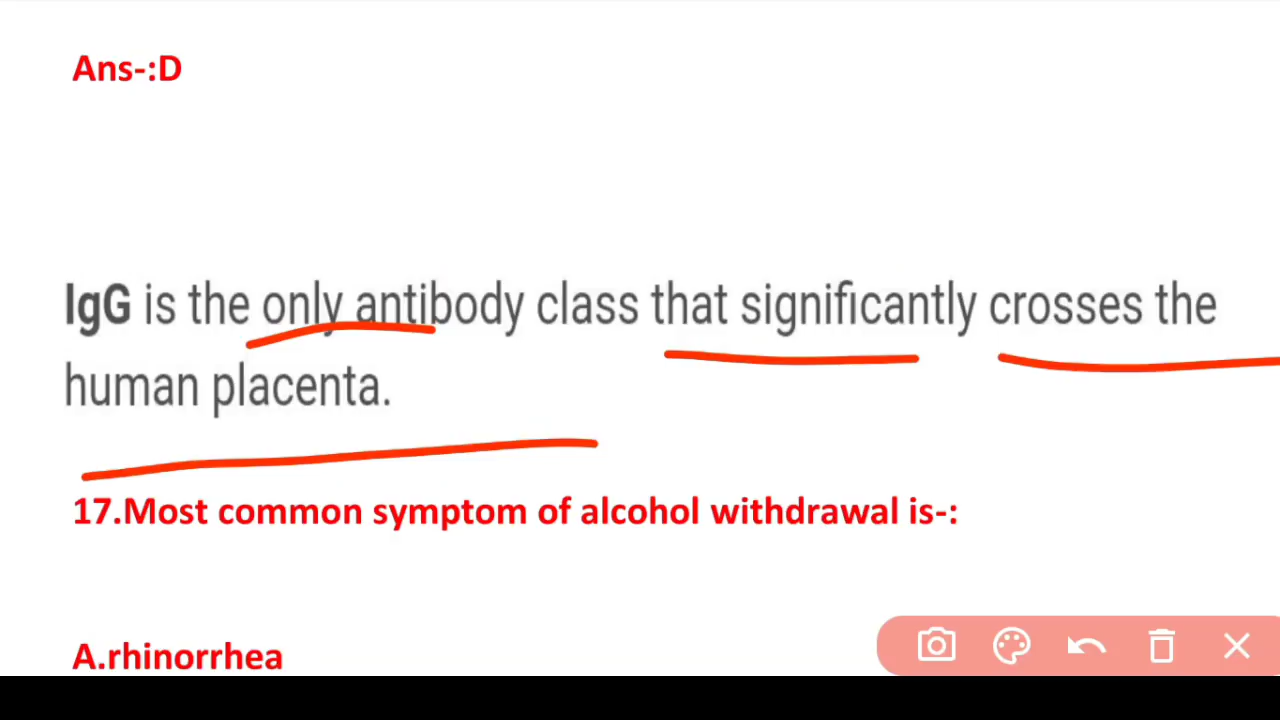 Ans-:D
IgG is the only antibody class that significantly crosses the
human placenta.
17.Most common symptom of alcohol withdrawal is-:
A.rhinorrhea